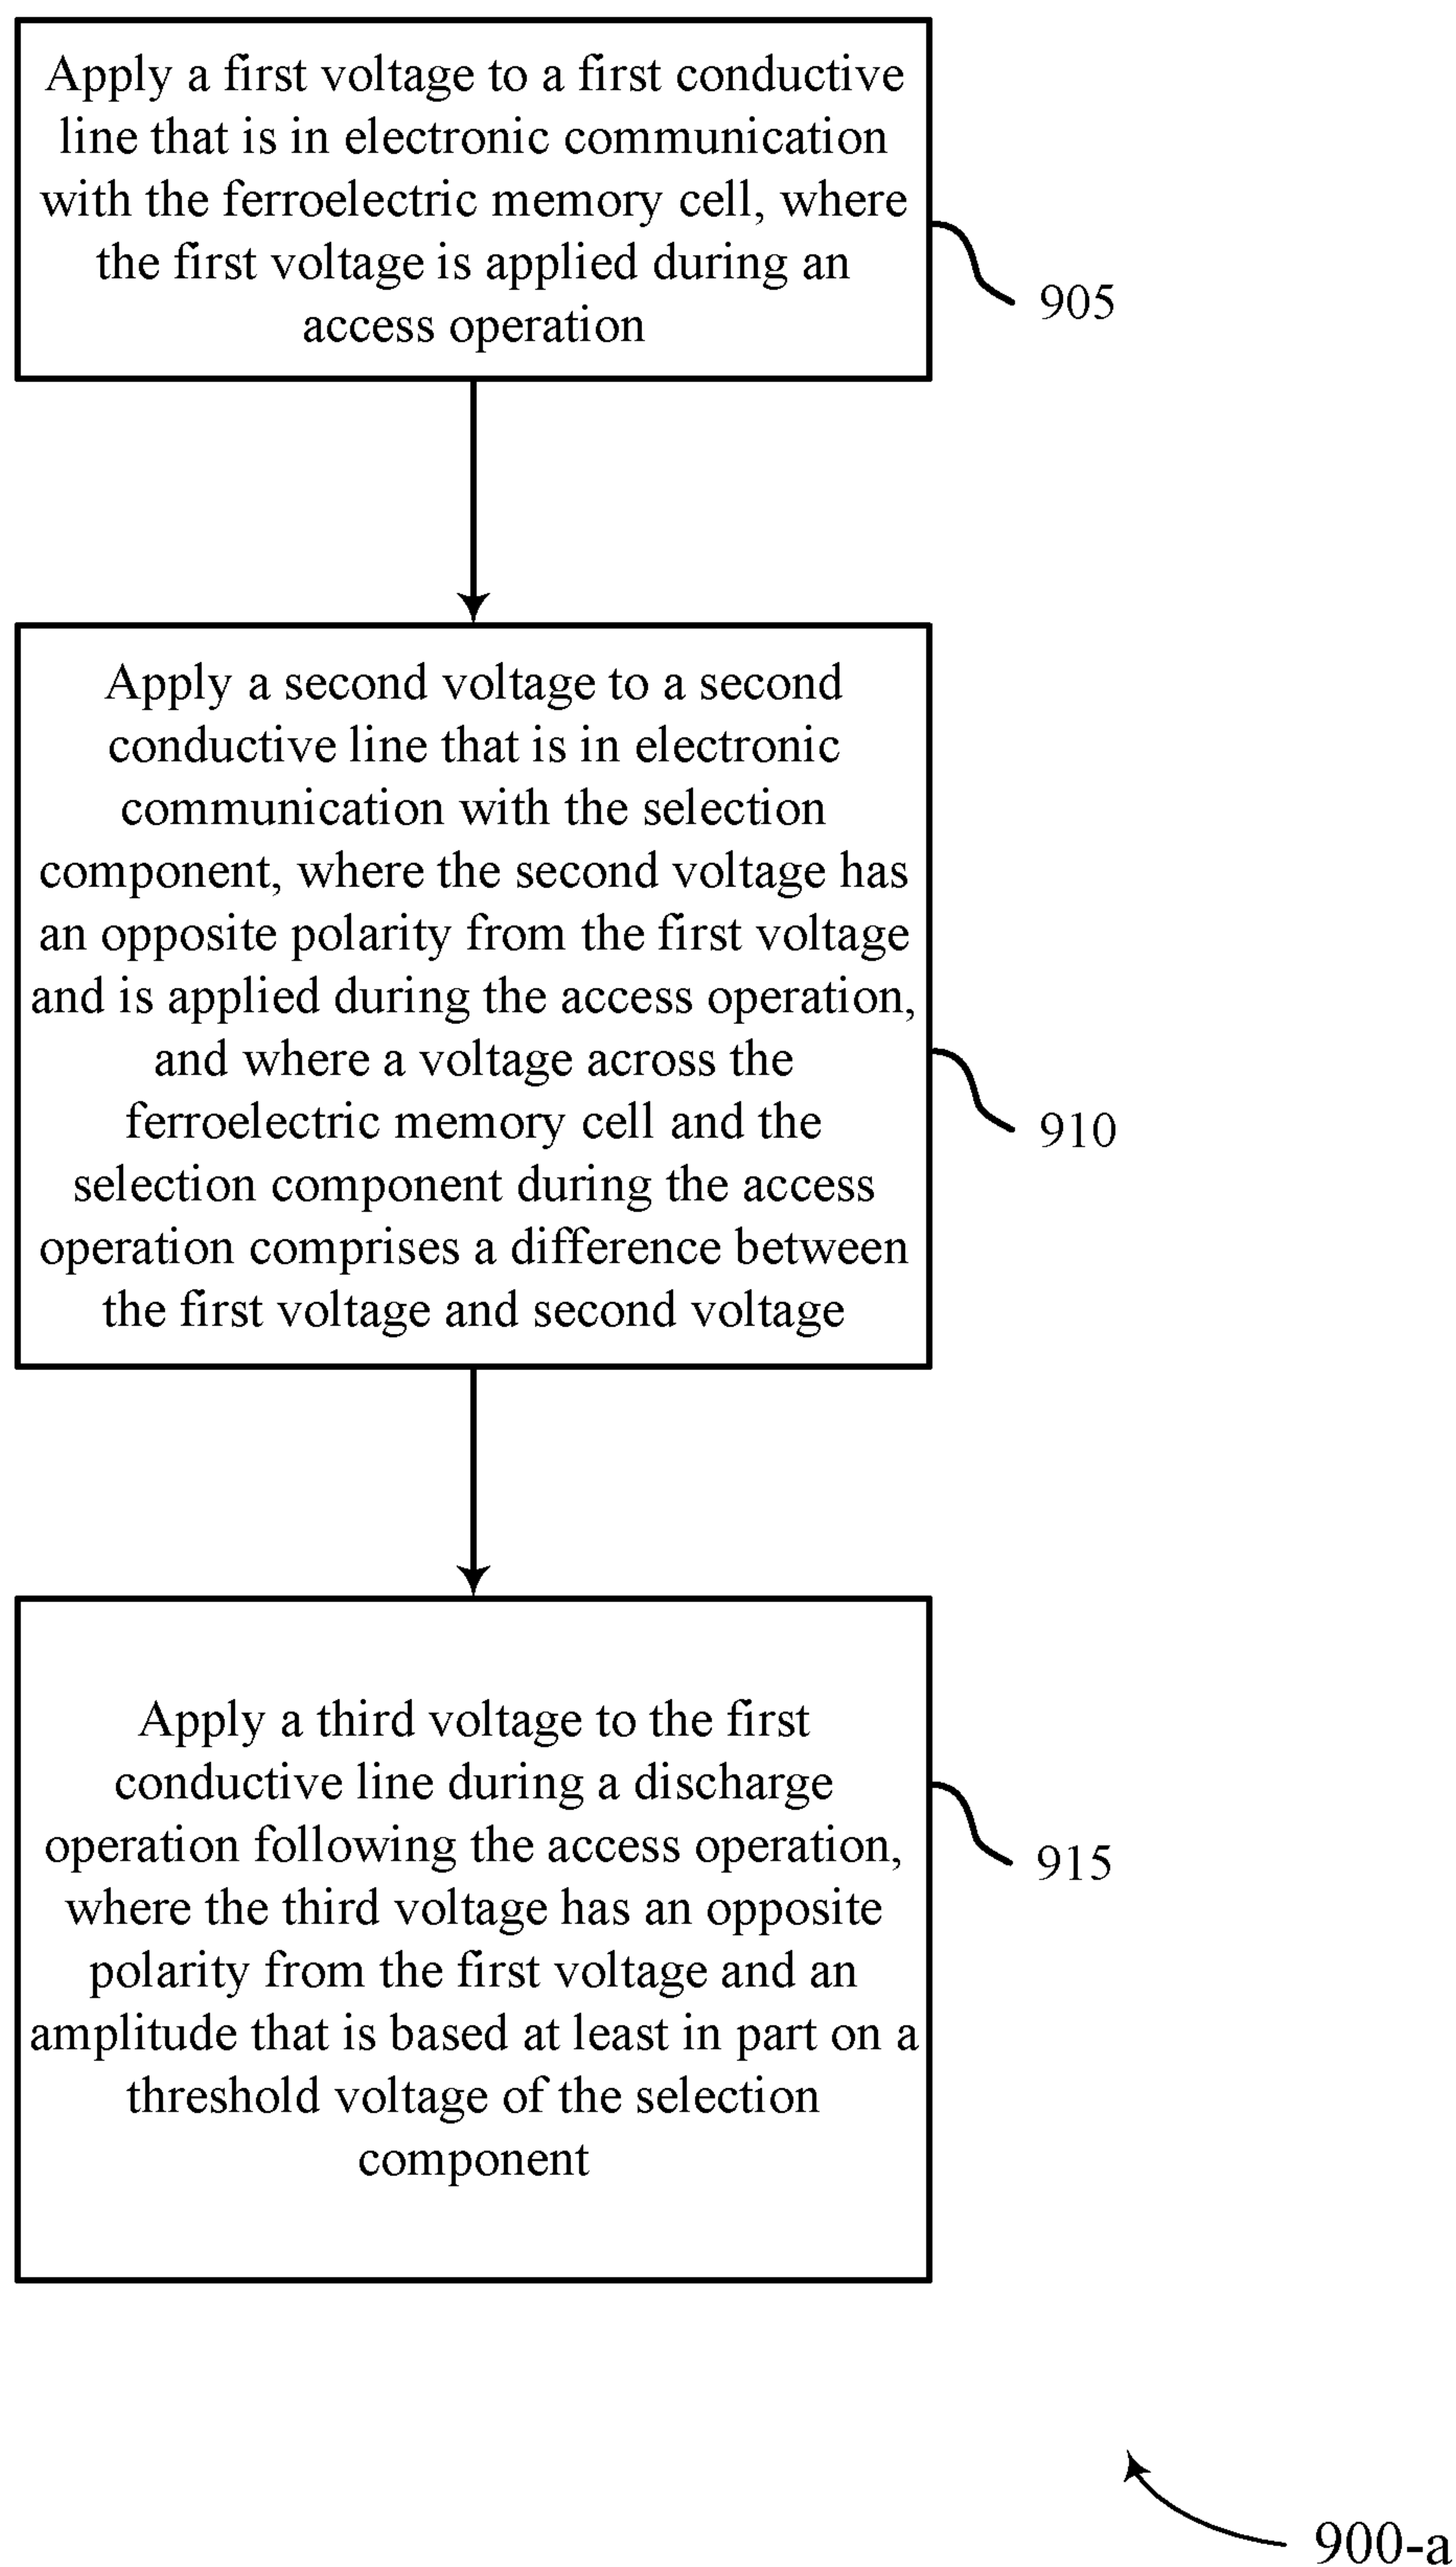 Apply a first voltage to a first conductive
line that is in electronic communication
with the ferroelectric memory cell, where
the first voltage is applied during an
access operation
905
Apply a second voltage to a second
conductive line that is in electronic
communication with the selection
component, where the second voltage has
an opposite polarity from the first voltage
and is applied during the access operation,
and where a voltage across the
ferroelectric memory cell and the
selection component during the access
operation comprises a difference between
the first voltage and second voltage
910
Apply a third voltage to the first
conductive line during a discharge
operation following the access operation,
where the third voltage has an opposite
polarity from the first voltage and an
amplitude that is based at least in part on a
threshold voltage of the selection
component
915
900-a